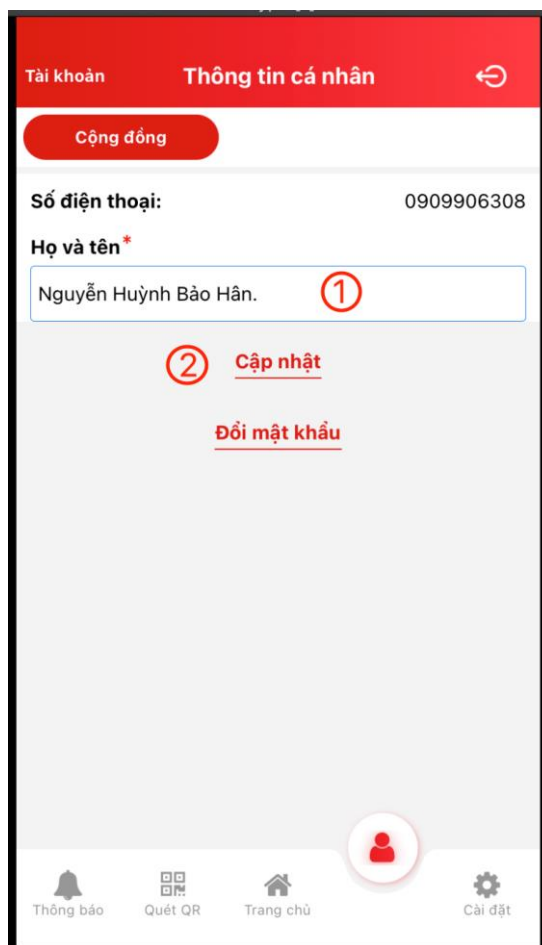 Tài khoản Thông tin cá nhân
Cộng đồng
Số điện thoại: 0909906308
Họ và tên*
Nguyễn Huỳnh Bảo Hân. ①
② Cập nhật
Đổi mật khẩu
Thông báo Quét QR Trang chủ Cài đặt